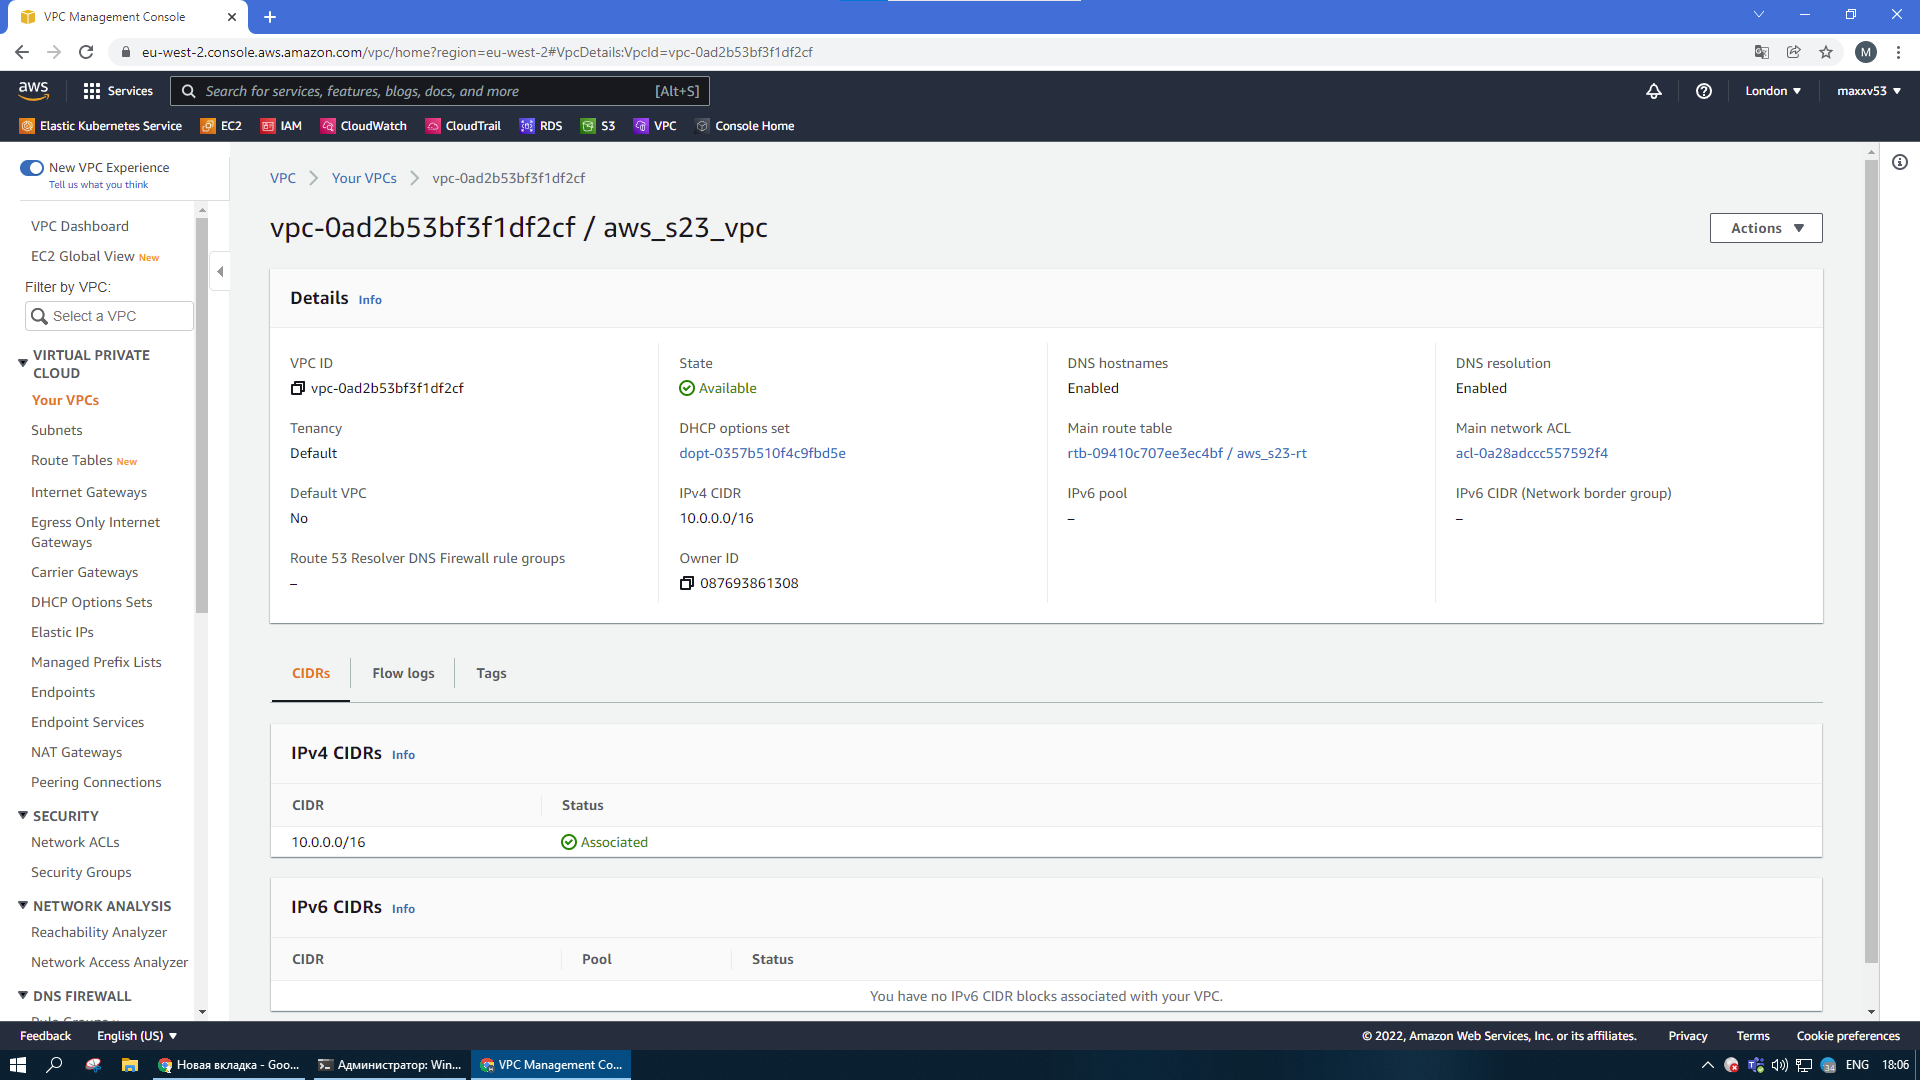 VPC Management Console
eu-west-2.console.aws.amazon.com/vpc/home?region=eu-west-2#VpcDetails:VpcId=vpc-0ad2b53bf3f1df2cf
M
aws
Services
Search for services, features, blogs, docs, and more
[Alt+S]
London
maxxv53
Elastic Kubernetes Service
EC2
IAM
CloudWatch
CloudTrail
RDS
S3
VPC
Console Home
New VPC Experience
Tell us what you think
VPC Dashboard
EC2 Global View New
Filter by VPC:
Select a VPC
VIRTUAL PRIVATE
CLOUD
Your VPCs
Subnets
Route Tables New
Internet Gateways
Egress Only Internet
Gateways
Carrier Gateways
DHCP Options Sets
Elastic IPs
Managed Prefix Lists
Endpoints
Endpoint Services
NAT Gateways
Peering Connections
SECURITY
Network ACLs
Security Groups
NETWORK ANALYSIS
Reachability Analyzer
Network Access Analyzer
DNS FIREWALL
VPC
Your VPCs
vpc-0ad2b53bf3f1df2cf
vpc-0ad2b53bf3f1df2cf / aws_s23_vpc
Actions
Details Info
VPC ID
vpc-0ad2b53bf3f1df2cf
State
Available
DNS hostnames
Enabled
DNS resolution
Enabled
Tenancy
Default
DHCP options set
dopt-0357b510f4c9fbd5e
Main route table
rtb-09410c707ee3ec4bf / aws_s23-rt
Main network ACL
acl-0a28adccc557592f4
Default VPC
No
IPv4 CIDR
10.0.0.0/16
IPv6 pool
–
IPv6 CIDR (Network border group)
–
Route 53 Resolver DNS Firewall rule groups
–
Owner ID
087693861308
CIDRs
Flow logs
Tags
IPv4 CIDRs Info
CIDR
Status
10.0.0.0/16
Associated
IPv6 CIDRs Info
CIDR
Pool
Status
You have no IPv6 CIDR blocks associated with your VPC.
Feedback
English (US)
© 2022, Amazon Web Services, Inc. or its affiliates.
Privacy
Terms
Cookie preferences
Новая вкладка - Goo...
Администратор: Win...
VPC Management Co...
34
ENG
18:06